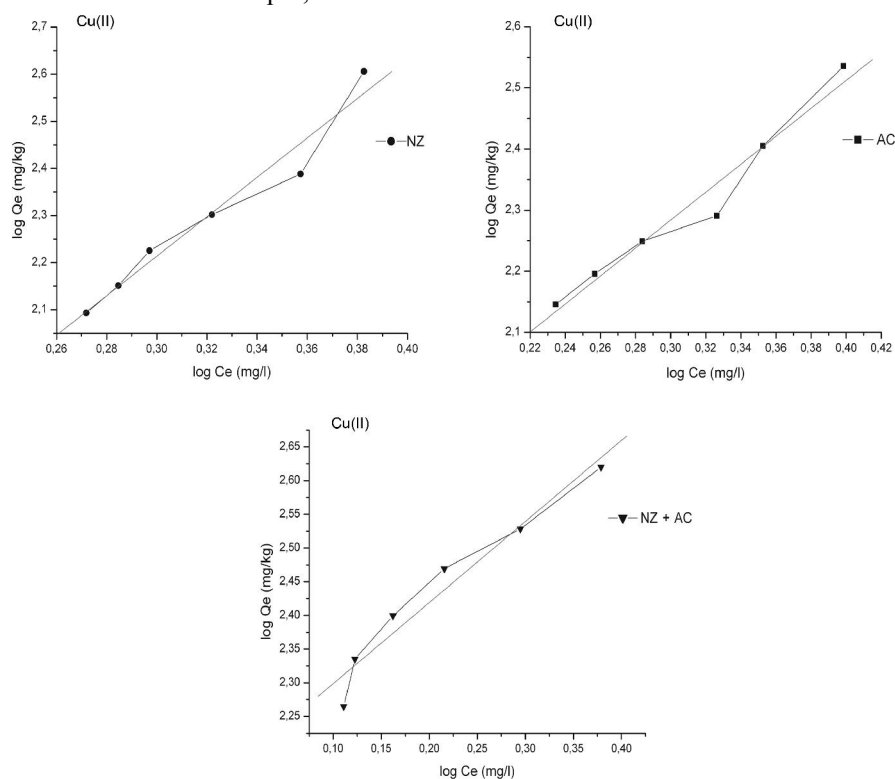 Cu(II)
2,7
2,6
2,5
2,4
2,3
2,2
2,1
log Qe (mg/kg)
NZ
0,26 0,28 0,30 0,32 0,34 0,36 0,38 0,40
log Ce (mg/l)
Cu(II)
2,6
2,5
2,4
2,3
2,2
2,1
log Qe (mg/kg)
AC
0,22 0,24 0,26 0,28 0,30 0,32 0,34 0,36 0,38 0,40 0,42
log Ce (mg/l)
Cu(II)
2,65
2,60
2,55
2,50
2,45
2,40
2,35
2,30
2,25
log Qe (mg/kg)
NZ + AC
0,10 0,15 0,20 0,25 0,30 0,35 0,40
log Ce (mg/l)